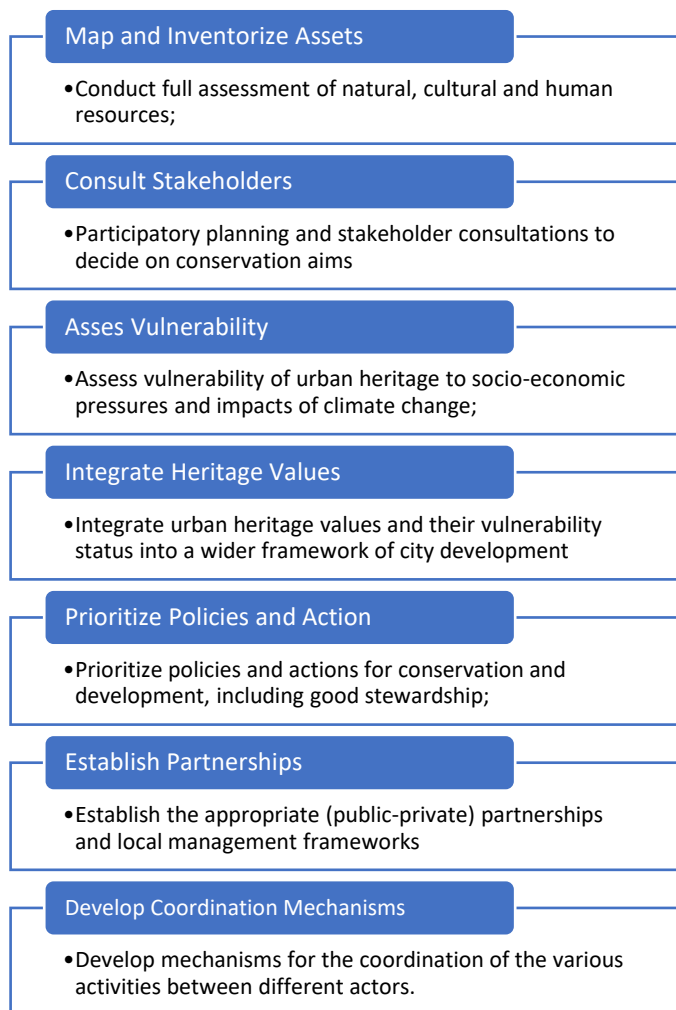 Map and Inventorize Assets
•Conduct full assessment of natural, cultural and human
resources;
Consult Stakeholders
•Participatory planning and stakeholder consultations to
decide on conservation aims
Asses Vulnerability
•Assess vulnerability of urban heritage to socio-economic
pressures and impacts of climate change;
Integrate Heritage Values
•Integrate urban heritage values and their vulnerability
status into a wider framework of city development
Prioritize Policies and Action
•Prioritize policies and actions for conservation and
development, including good stewardship;
Establish Partnerships
•Establish the appropriate (public-private) partnerships
and local management frameworks
Develop Coordination Mechanisms
•Develop mechanisms for the coordination of the various
activities between different actors.